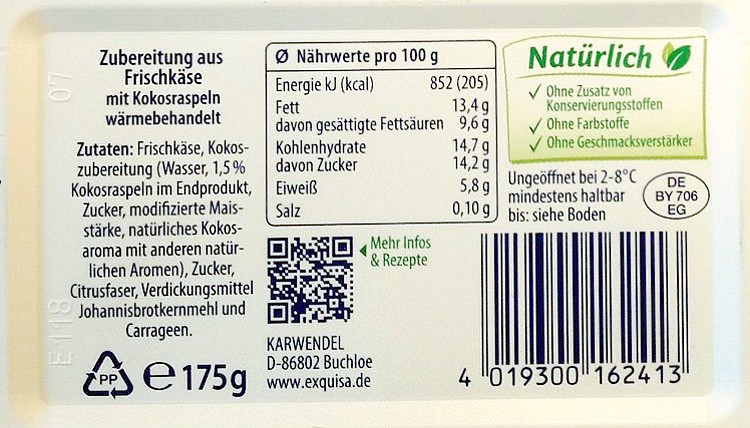 Zubereitung aus
Frischkäse
mit Kokosraspeln
wärmebehandelt
Zutaten: Frischkäse, Kokos-
zubereitung (Wasser, 1,5 %
Kokosraspeln im Endprodukt,
Zucker, modifizierte Mais-
stärke, natürliches Kokos-
aroma mit anderen natür-
lichen Aromen), Zucker,
Citrusfaser, Verdickungsmittel
Johannisbrotkernmehl und
Carrageen.
PP
e 175g
Ø Nährwerte pro 100 g
Energie kJ (kcal) 852 (205)
Fett 13,4 g
davon gesättigte Fettsäuren 9,6 g
Kohlenhydrate 14,7 g
davon Zucker 14,2 g
Eiweiß 5,8 g
Salz 0,10 g
Mehr Infos
& Rezepte
KARWENDEL
D-86802 Buchloe
www.exquisa.de
Natürlich
✓ Ohne Zusatz von
Konservierungsstoffen
✓ Ohne Farbstoffe
✓ Ohne Geschmacksverstärker
Ungeöffnet bei 2-8°C
mindestens haltbar
bis: siehe Boden
DE
BY 706
EG
4 019300 162413
07
E 118